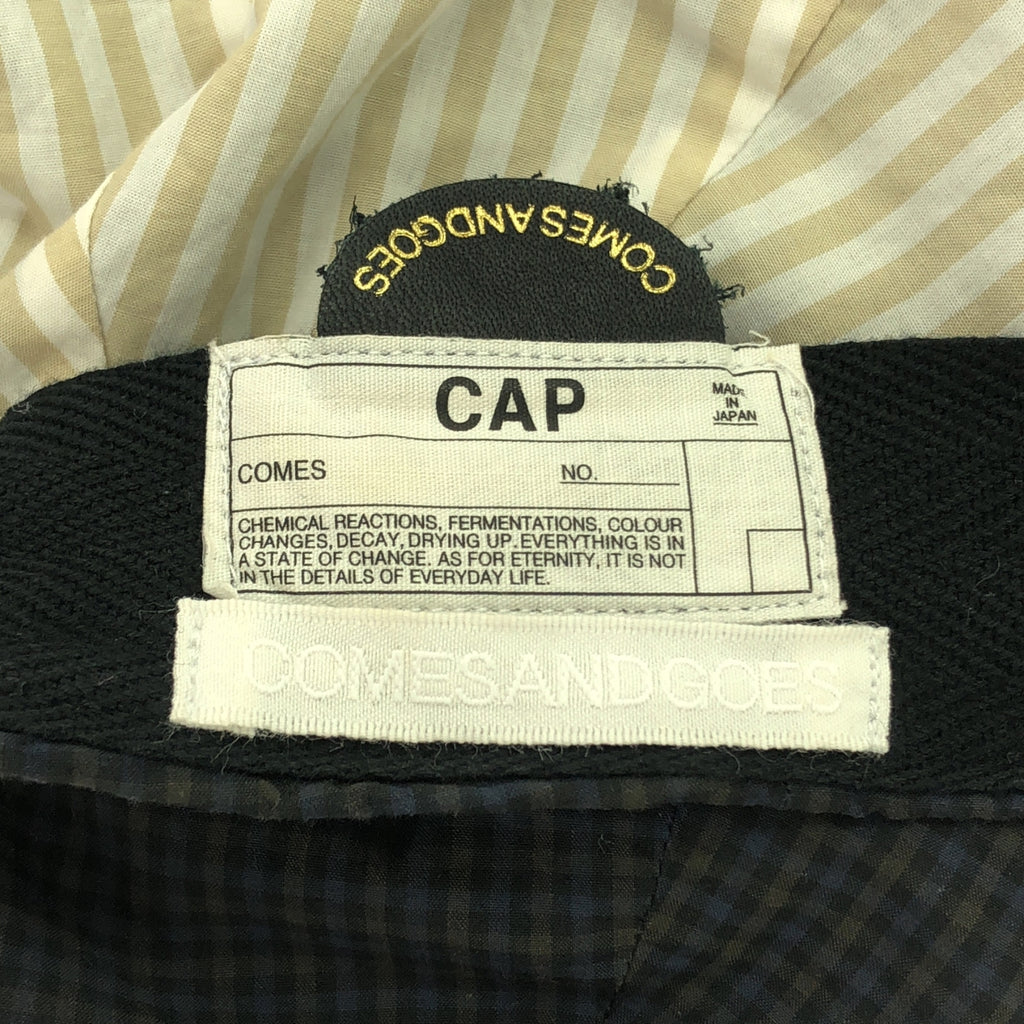 COMESANDGOES
CAP
MADE
IN
JAPAN
COMES
NO.
CHEMICAL REACTIONS, FERMENTATIONS, COLOUR
CHANGES, DECAY, DRYING UP. EVERYTHING IS IN
A STATE OF CHANGE. AS FOR ETERNITY, IT IS NOT
IN THE DETAILS OF EVERYDAY LIFE.
COMESANDGOES